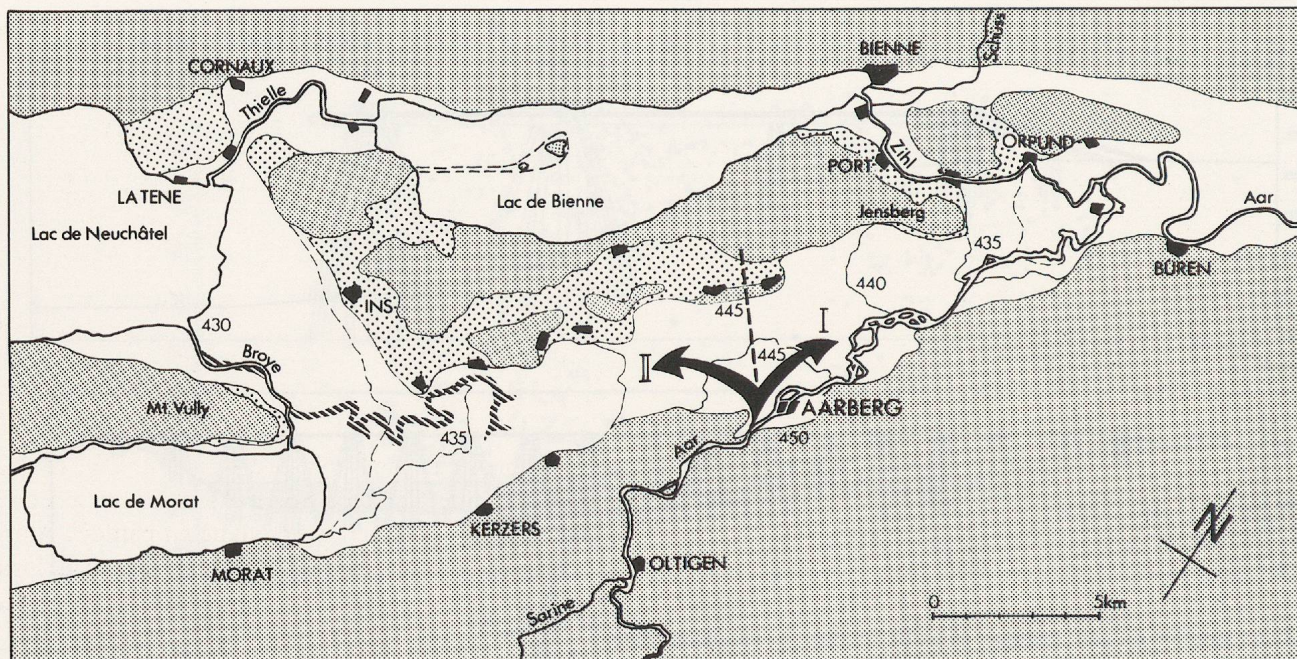 BIENNE
Schüss
CORNAUX
Thielle
Zihl
PORT
ORPUND
LA TENE
Lac de Bienne
Lac de Neuchâtel
Jensberg
Aar
435
BÜREN
440
INS
445
I
430
Broye
445
II
Mt. Vully
AARBERG
435
450
Aar
Lac de Morat
N
KERZERS
OLTIGEN
MORAT
0 5km
Sarine